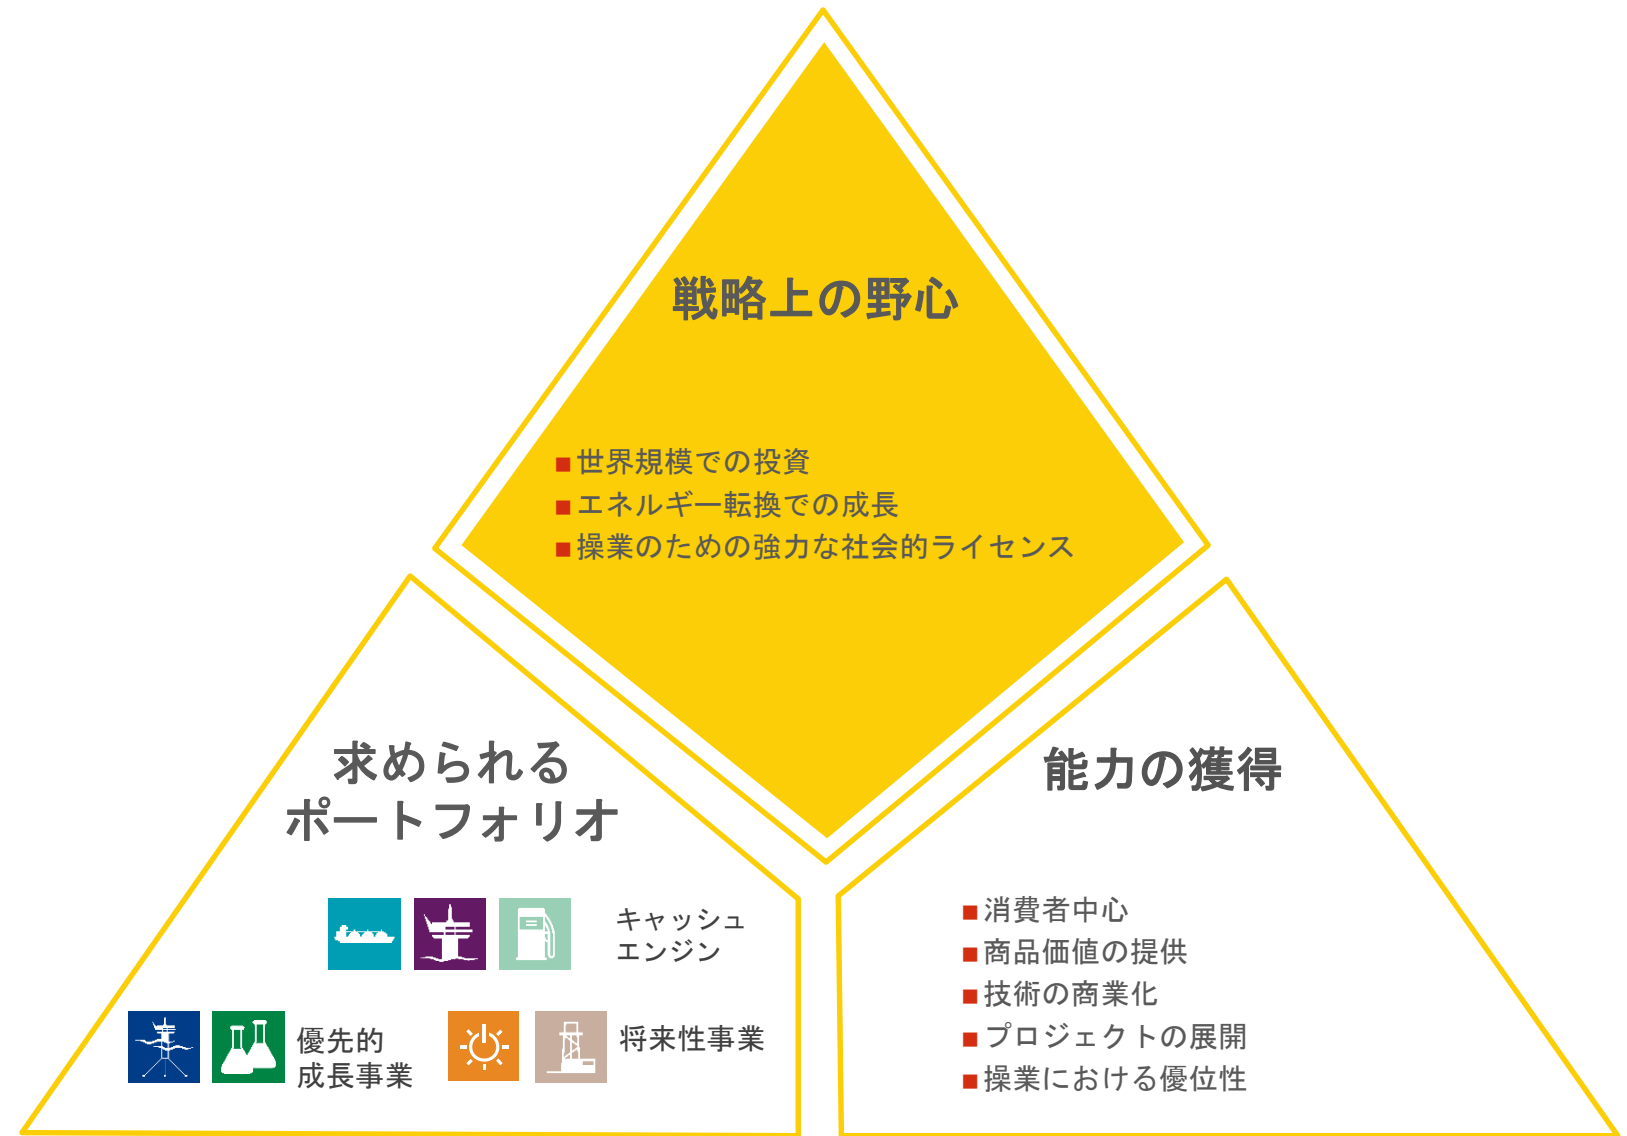 戦略上の野心
■世界規模での投資
■エネルギー転換での成長
■操業のための強力な社会的ライセンス
求められる
ポートフォリオ
キャッシュ
エンジン
優先的
成長事業
将来性事業
能力の獲得
■消費者中心
■商品価値の提供
■技術の商業化
■プロジェクトの展開
■操業における優位性